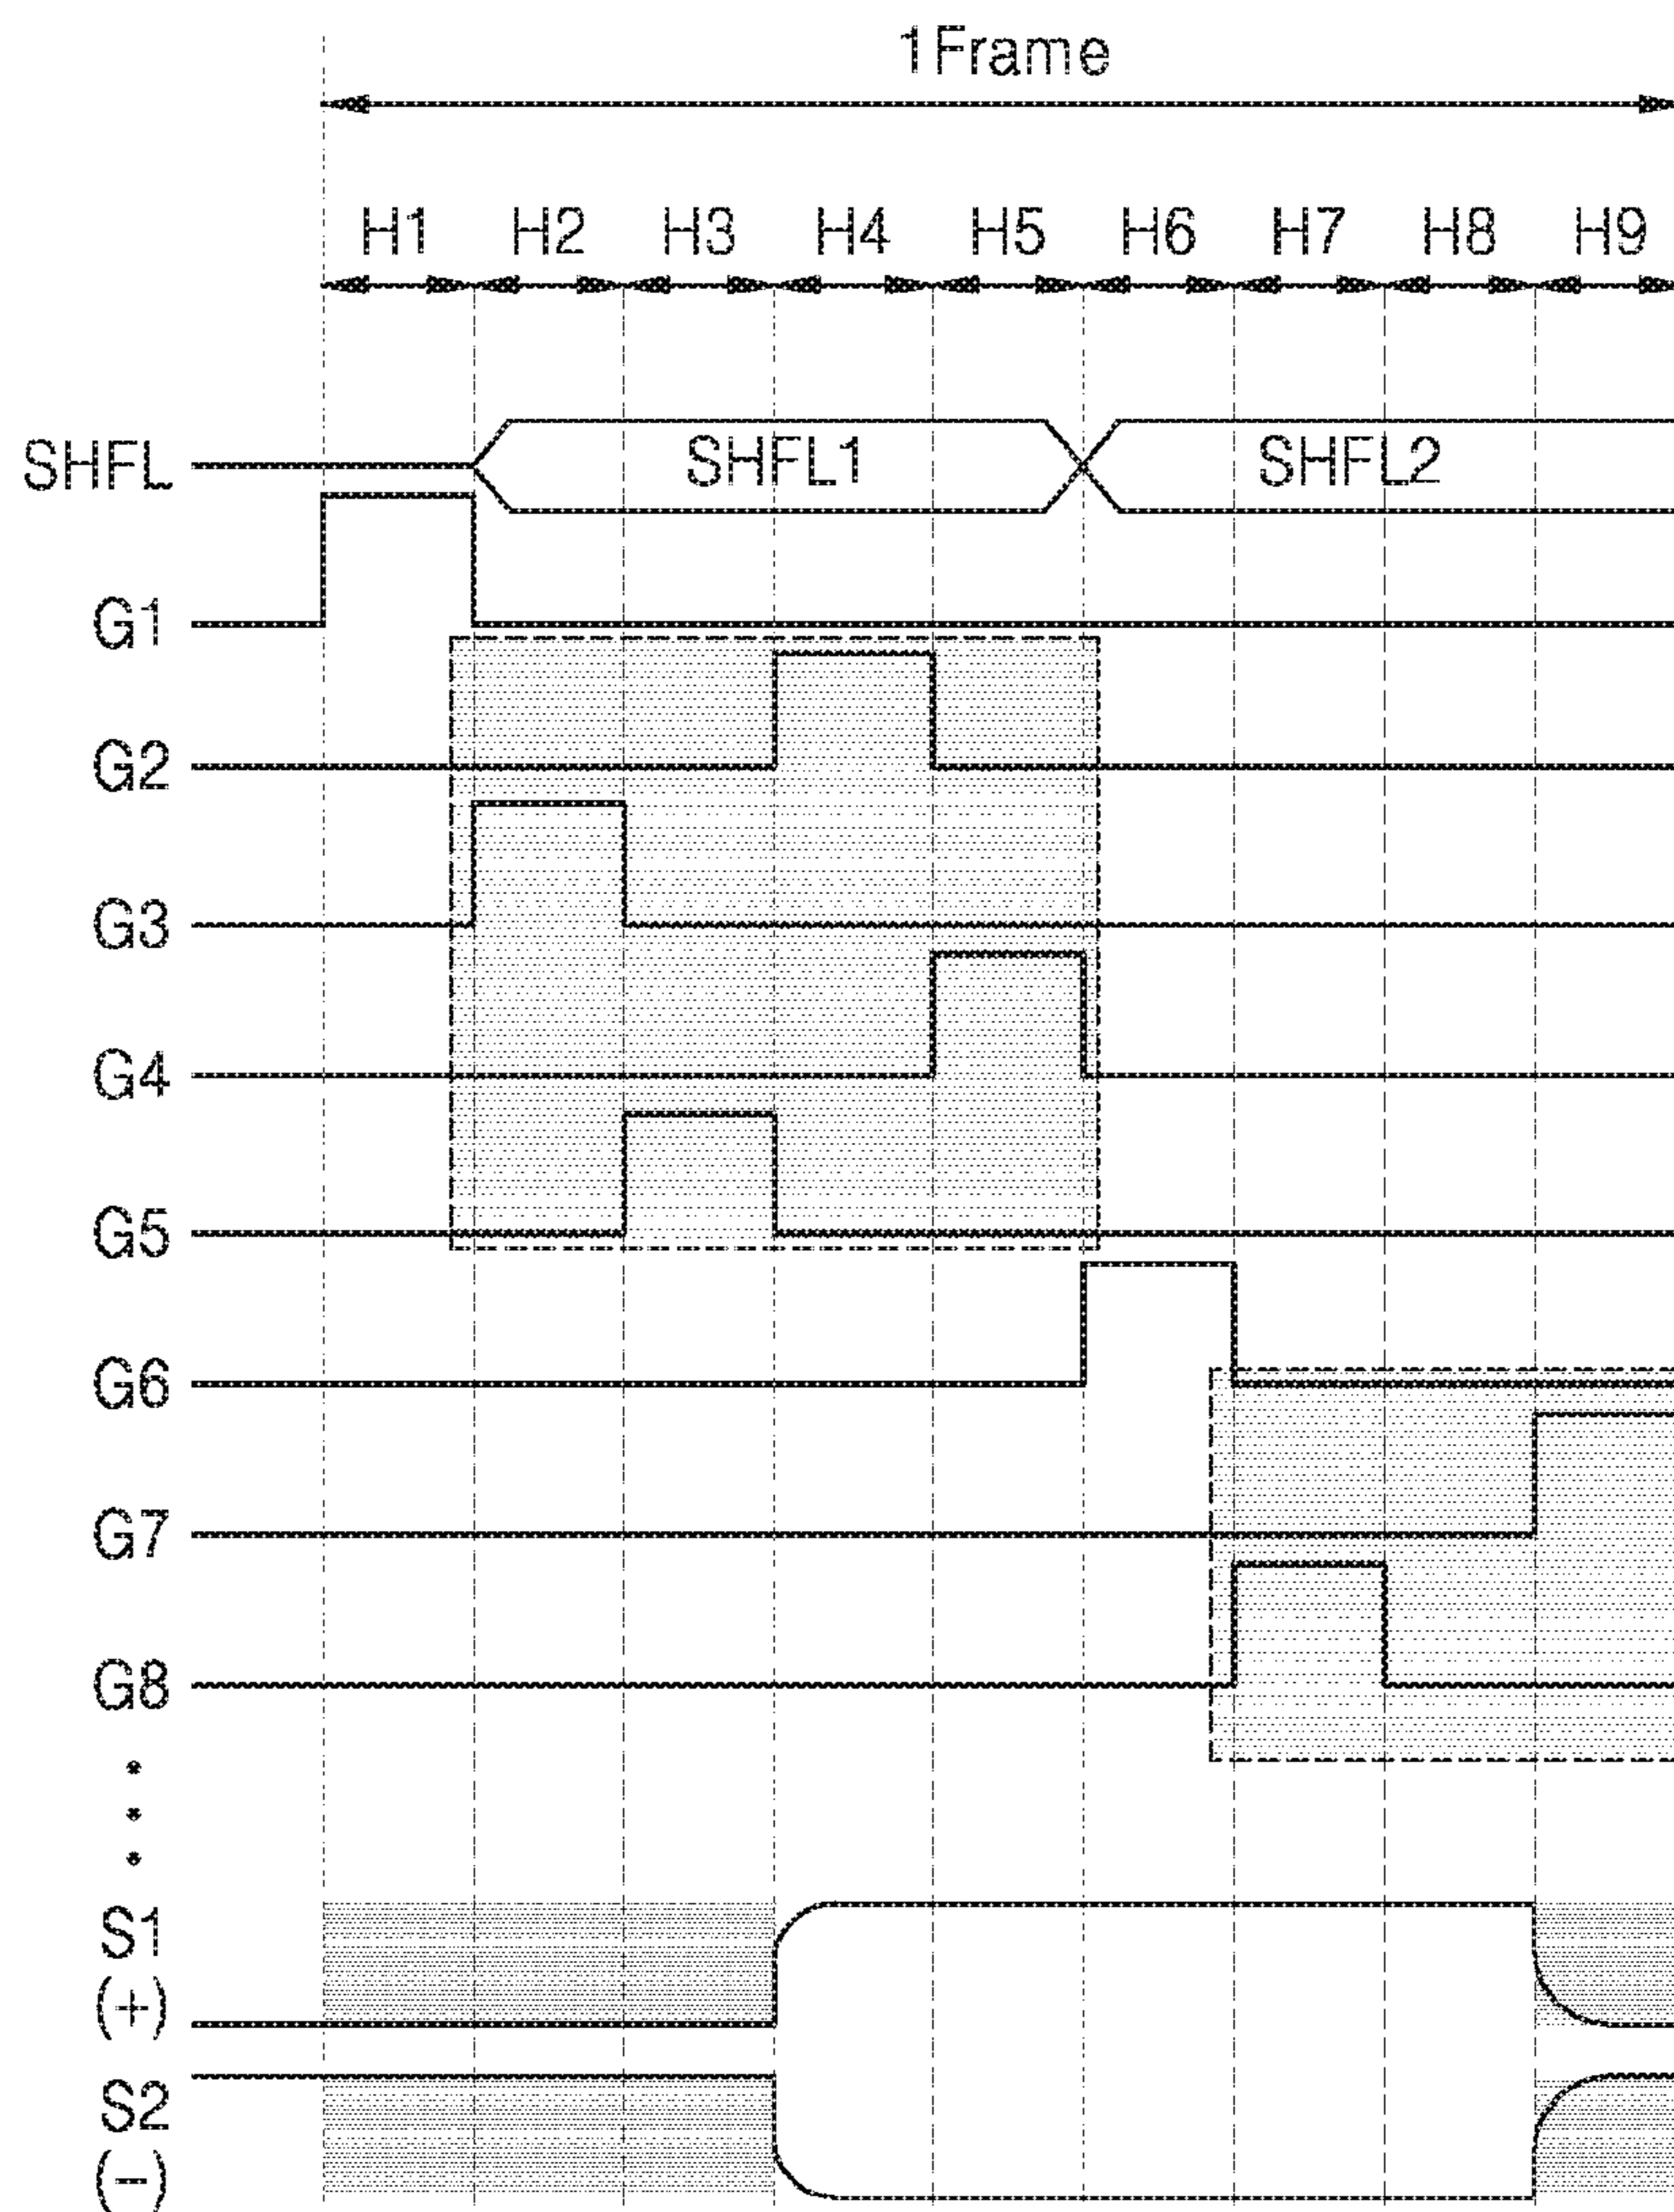 1Frame
H1 H2 H3 H4 H5 H6 H7 H8 H9
SHFL SHFL1 SHFL2
G1
G2
G3
G4
G5
G6
G7
G8
S1
(+)
S2
(-)